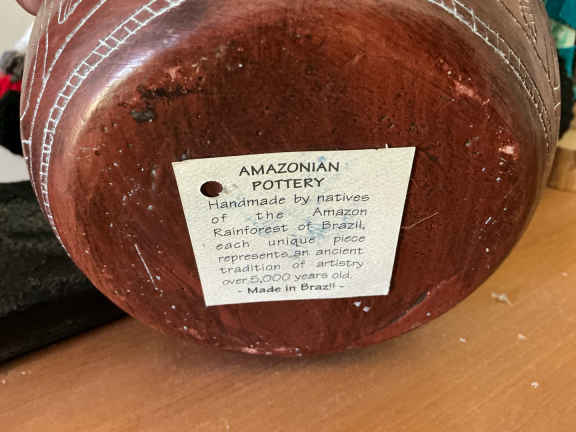 AMAZONIAN
POTTERY
Handmade by natives
of the Amazon
Rainforest of Brazil,
each unique piece
represents an ancient
tradition of artistry
over 5,000 years old.
- Made in Brazil -